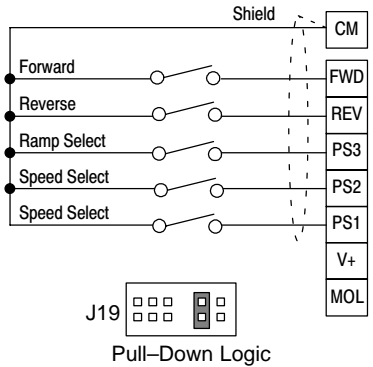 Shield
CM
Forward
FWD
Reverse
REV
Ramp Select
PS3
Speed Select
PS2
Speed Select
PS1
V+
MOL
J19
Pull–Down Logic